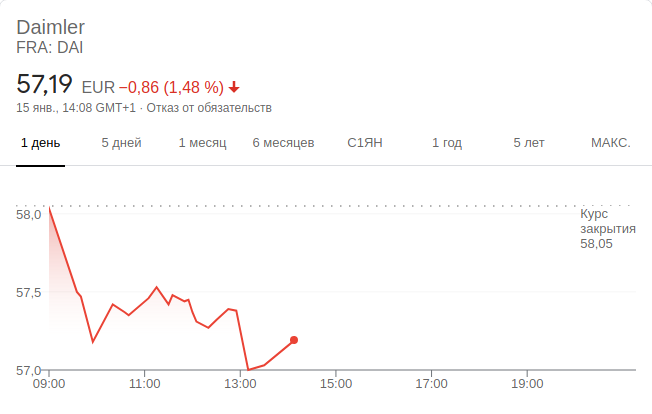 Daimler
FRA: DAI
57,19 EUR −0,86 (1,48 %)
15 янв., 14:08 GMT+1 · Отказ от обязательств
1 день 5 дней 1 месяц 6 месяцев С1ЯН 1 год 5 лет МАКС.
58,0
Курс
закрытия
58,05
57,5
57,0
09:00 11:00 13:00 15:00 17:00 19:00